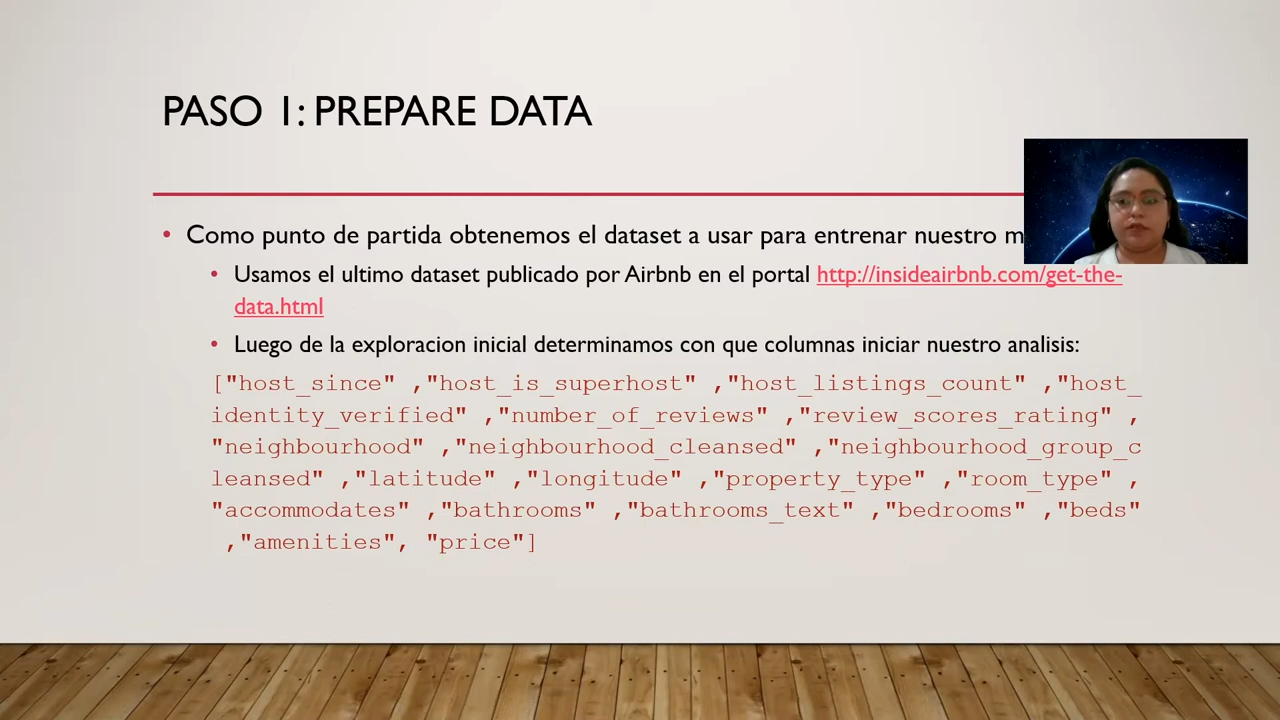 PASO 1: PREPARE DATA
• Como punto de partida obtenemos el dataset a usar para entrenar nuestro
• Usamos el ultimo dataset publicado por Airbnb en el portal http://insideairbnb.com/get-the-
data.html
• Luego de la exploracion inicial determinamos con que columnas iniciar nuestro analisis:
["host_since" ,"host_is_superhost" ,"host_listings_count" ,"host_
identity_verified" ,"number_of_reviews" ,"review_scores_rating" ,
"neighbourhood" ,"neighbourhood_cleansed" ,"neighbourhood_group_c
leansed" ,"latitude" ,"longitude" ,"property_type" ,"room_type" ,
"accommodates" ,"bathrooms" ,"bathrooms_text" ,"bedrooms" ,"beds"
,"amenities", "price"]